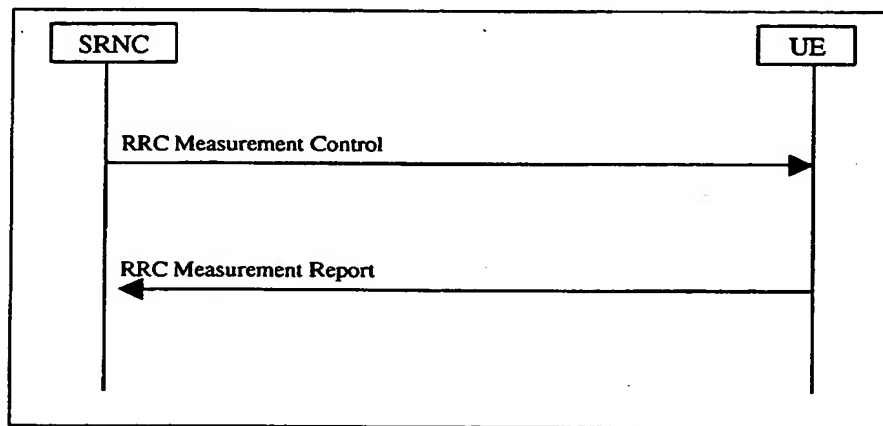 SRNC
UE
RRC Measurement Control
RRC Measurement Report